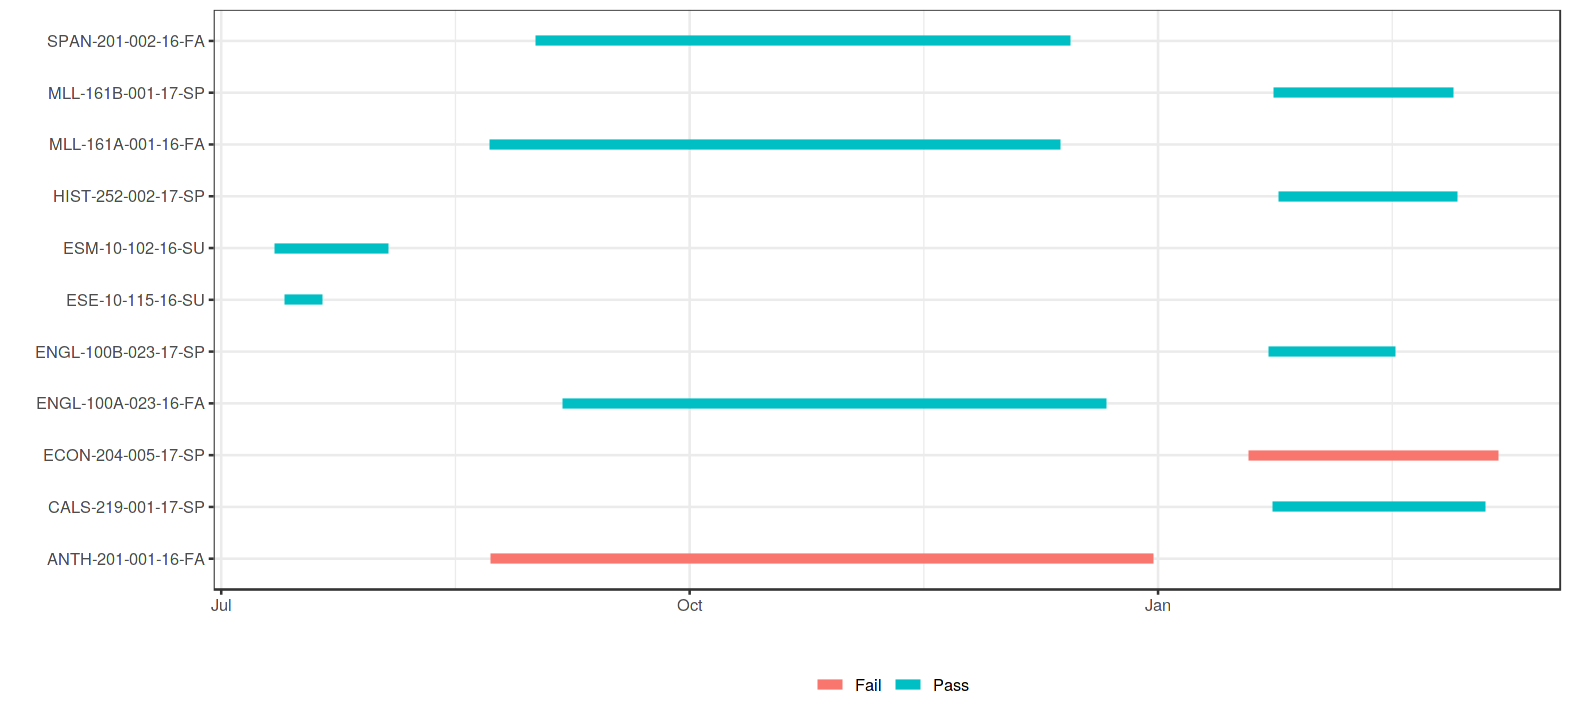 SPAN-201-002-16-FA
MLL-161B-001-17-SP
MLL-161A-001-16-FA
HIST-252-002-17-SP
ESM-10-102-16-SU
ESE-10-115-16-SU
ENGL-100B-023-17-SP
ENGL-100A-023-16-FA
ECON-204-005-17-SP
CALS-219-001-17-SP
ANTH-201-001-16-FA
Jul Oct Jan
Fail Pass